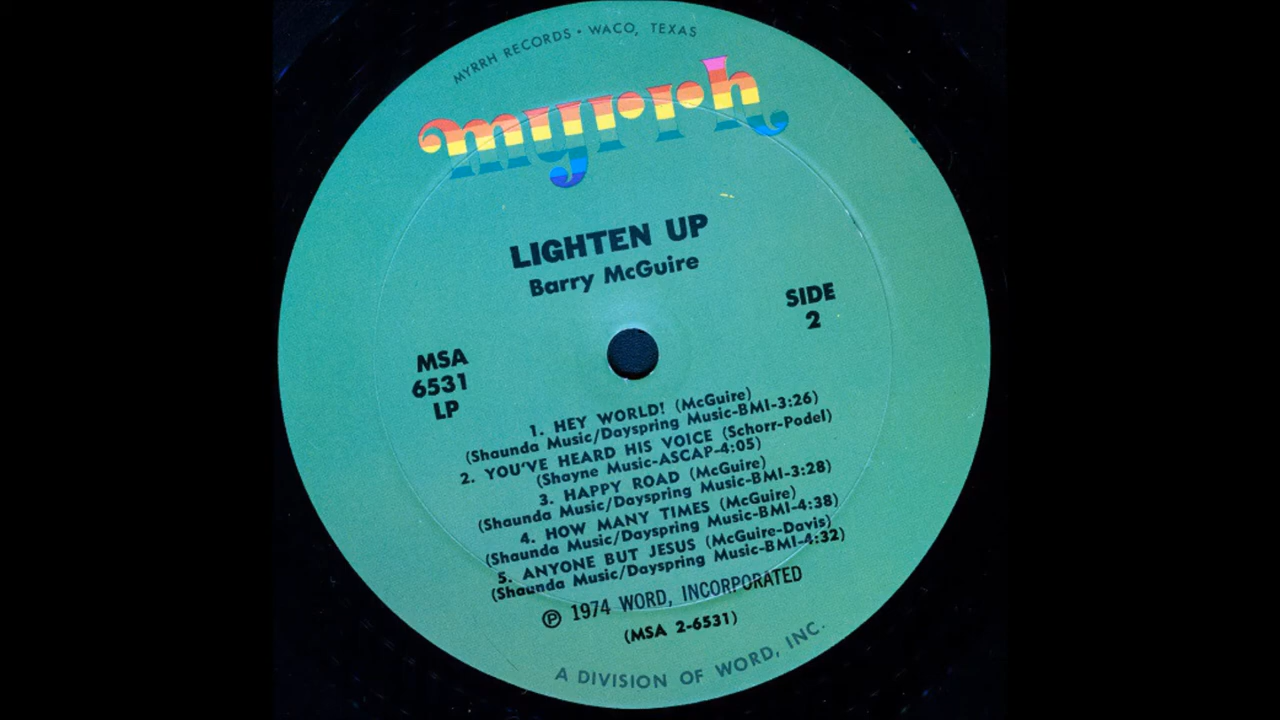 MYRRH RECORDS • WACO, TEXAS
myrrh
LIGHTEN UP
Barry McGuire
SIDE
2
MSA
6531
LP
1. HEY WORLD! (McGuire)
(Shaunda Music/Dayspring Music-BMI-3:26)
2. YOU'VE HEARD HIS VOICE (Schorr-Podel)
(Shayne Music-ASCAP-4:05)
3. HAPPY ROAD (McGuire)
(Shaunda Music/Dayspring Music-BMI-3:28)
4. HOW MANY TIMES (McGuire)
(Shaunda Music/Dayspring Music-BMI-4:38)
5. ANYONE BUT JESUS (McGuire-Davis)
(Shaunda Music/Dayspring Music-BMI-4:32)
℗ 1974 WORD, INCORPORATED
(MSA 2-6531)
A DIVISION OF WORD, INC.